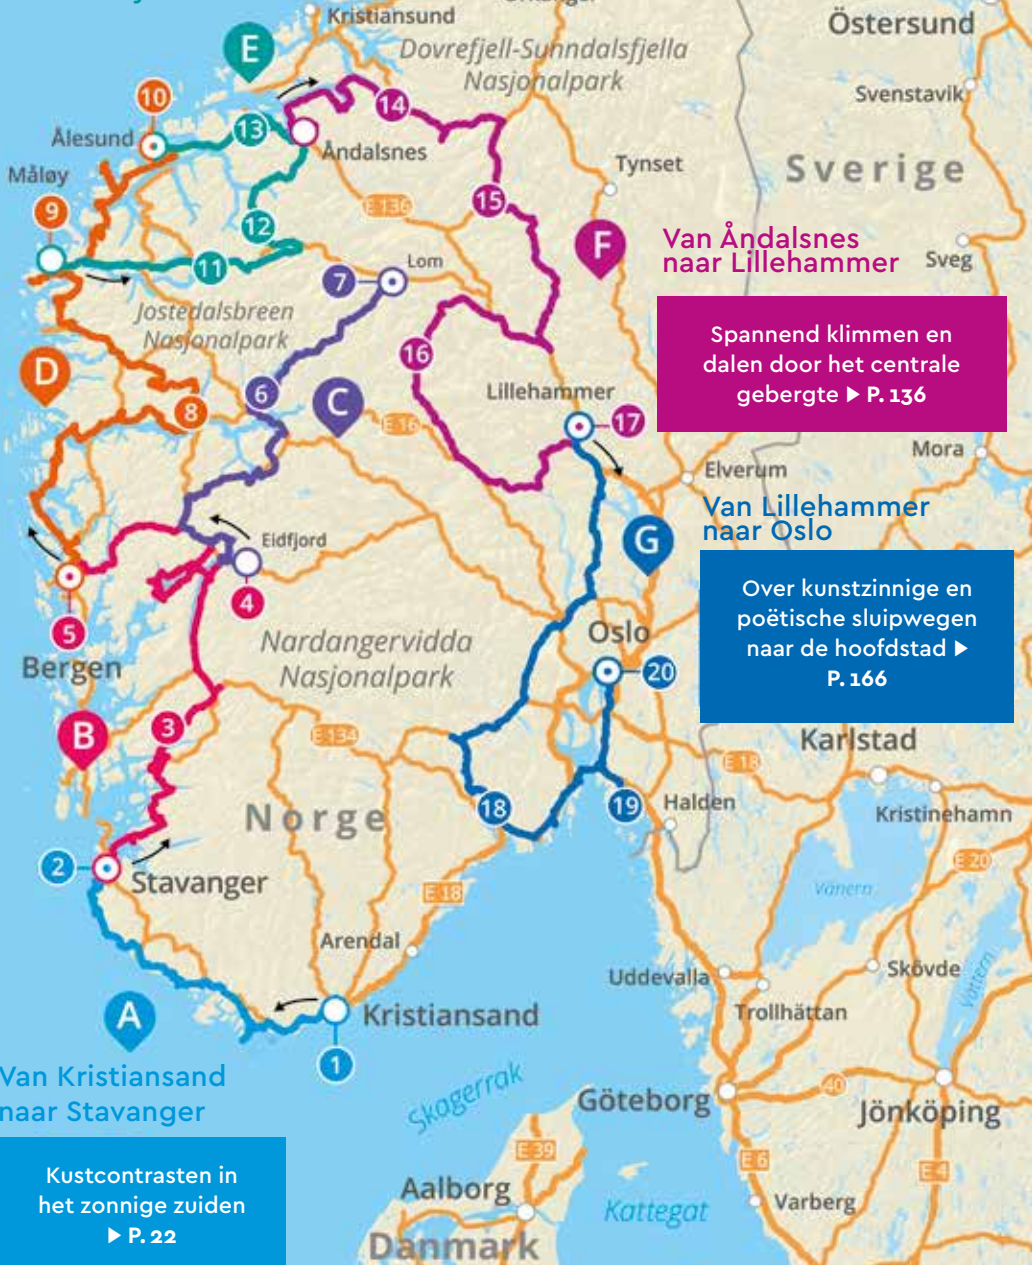 Kristiansund
Östersund
E
Dovrefjell-Sunndalsfjella
Nasjonalpark
10
14
Svenstavik
13
Ålesund
Åndalsnes
Måløy
Tynset
Sverige
9
E 136
15
12
F
Van Åndalsnes
naar Lillehammer
Sveg
11
7
Lom
Jostedalsbreen
Nasjonalpark
Spannend klimmen en
dalen door het centrale
gebergte ▶ P. 136
16
D
6
C
Lillehammer
8
E 16
17
Mora
Elverum
Van Lillehammer
naar Oslo
Eidfjord
G
4
Over kunstzinnige en
poëtische sluipwegen
naar de hoofdstad ▶
P. 166
5
Bergen
Nardangervidda
Nasjonalpark
Oslo
20
B
3
E 134
Karlstad
E 18
Norge
18
19
Halden
Kristinehamn
2
Stavanger
E 20
Vänern
E 18
Arendal
Skövde
Vättern
Uddevalla
Trollhättan
A
Kristiansand
1
Van Kristiansand
naar Stavanger
Skagerrak
Göteborg
40
Jönköping
Kustcontrasten in
het zonnige zuiden
▶ P. 22
E 39
E 6
E 4
Aalborg
Kattegat
Varberg
Danmark